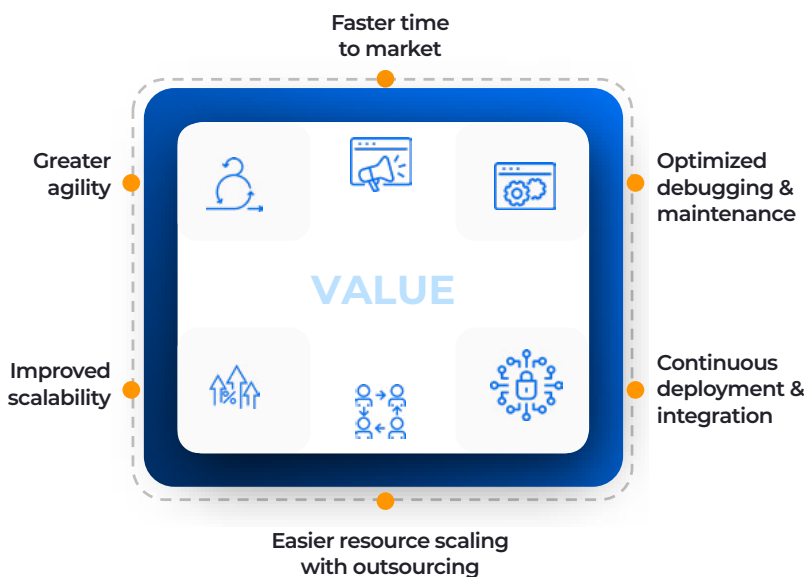 Faster time
to market
Greater
agility
Optimized
debugging &
maintenance
VALUE
Improved
scalability
%
Continuous
deployment &
integration
Easier resource scaling
with outsourcing